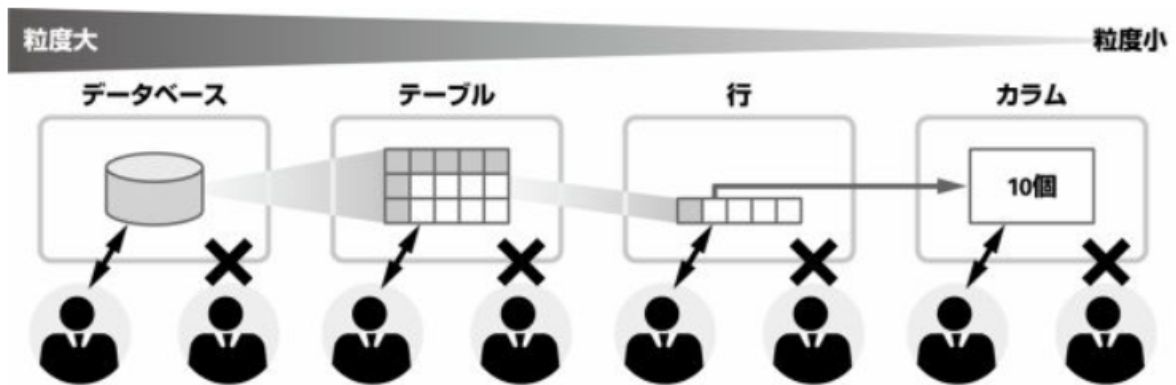 粒度大
粒度小
データベース
テーブル
行
カラム
10個